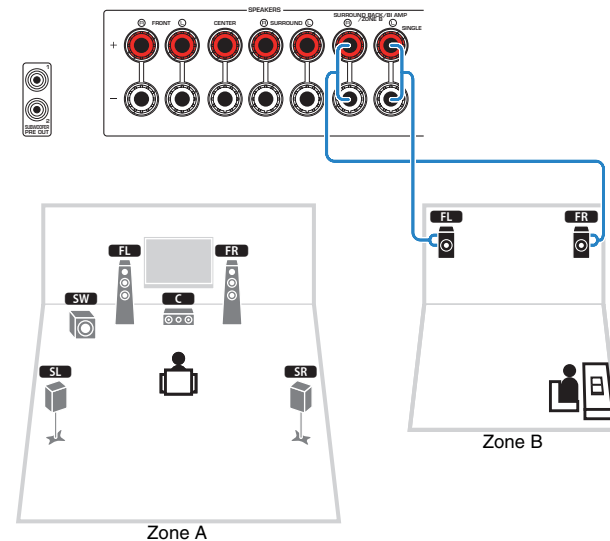 SPEAKERS
SURROUND BACK/BI AMP
/ZONE B
R FRONT L
CENTER
R SURROUND L
R L SINGLE
+
–
1
2
SUBWOOFER
PRE OUT
FL FR
FL FR
SW C
SL SR
Zone B
Zone A